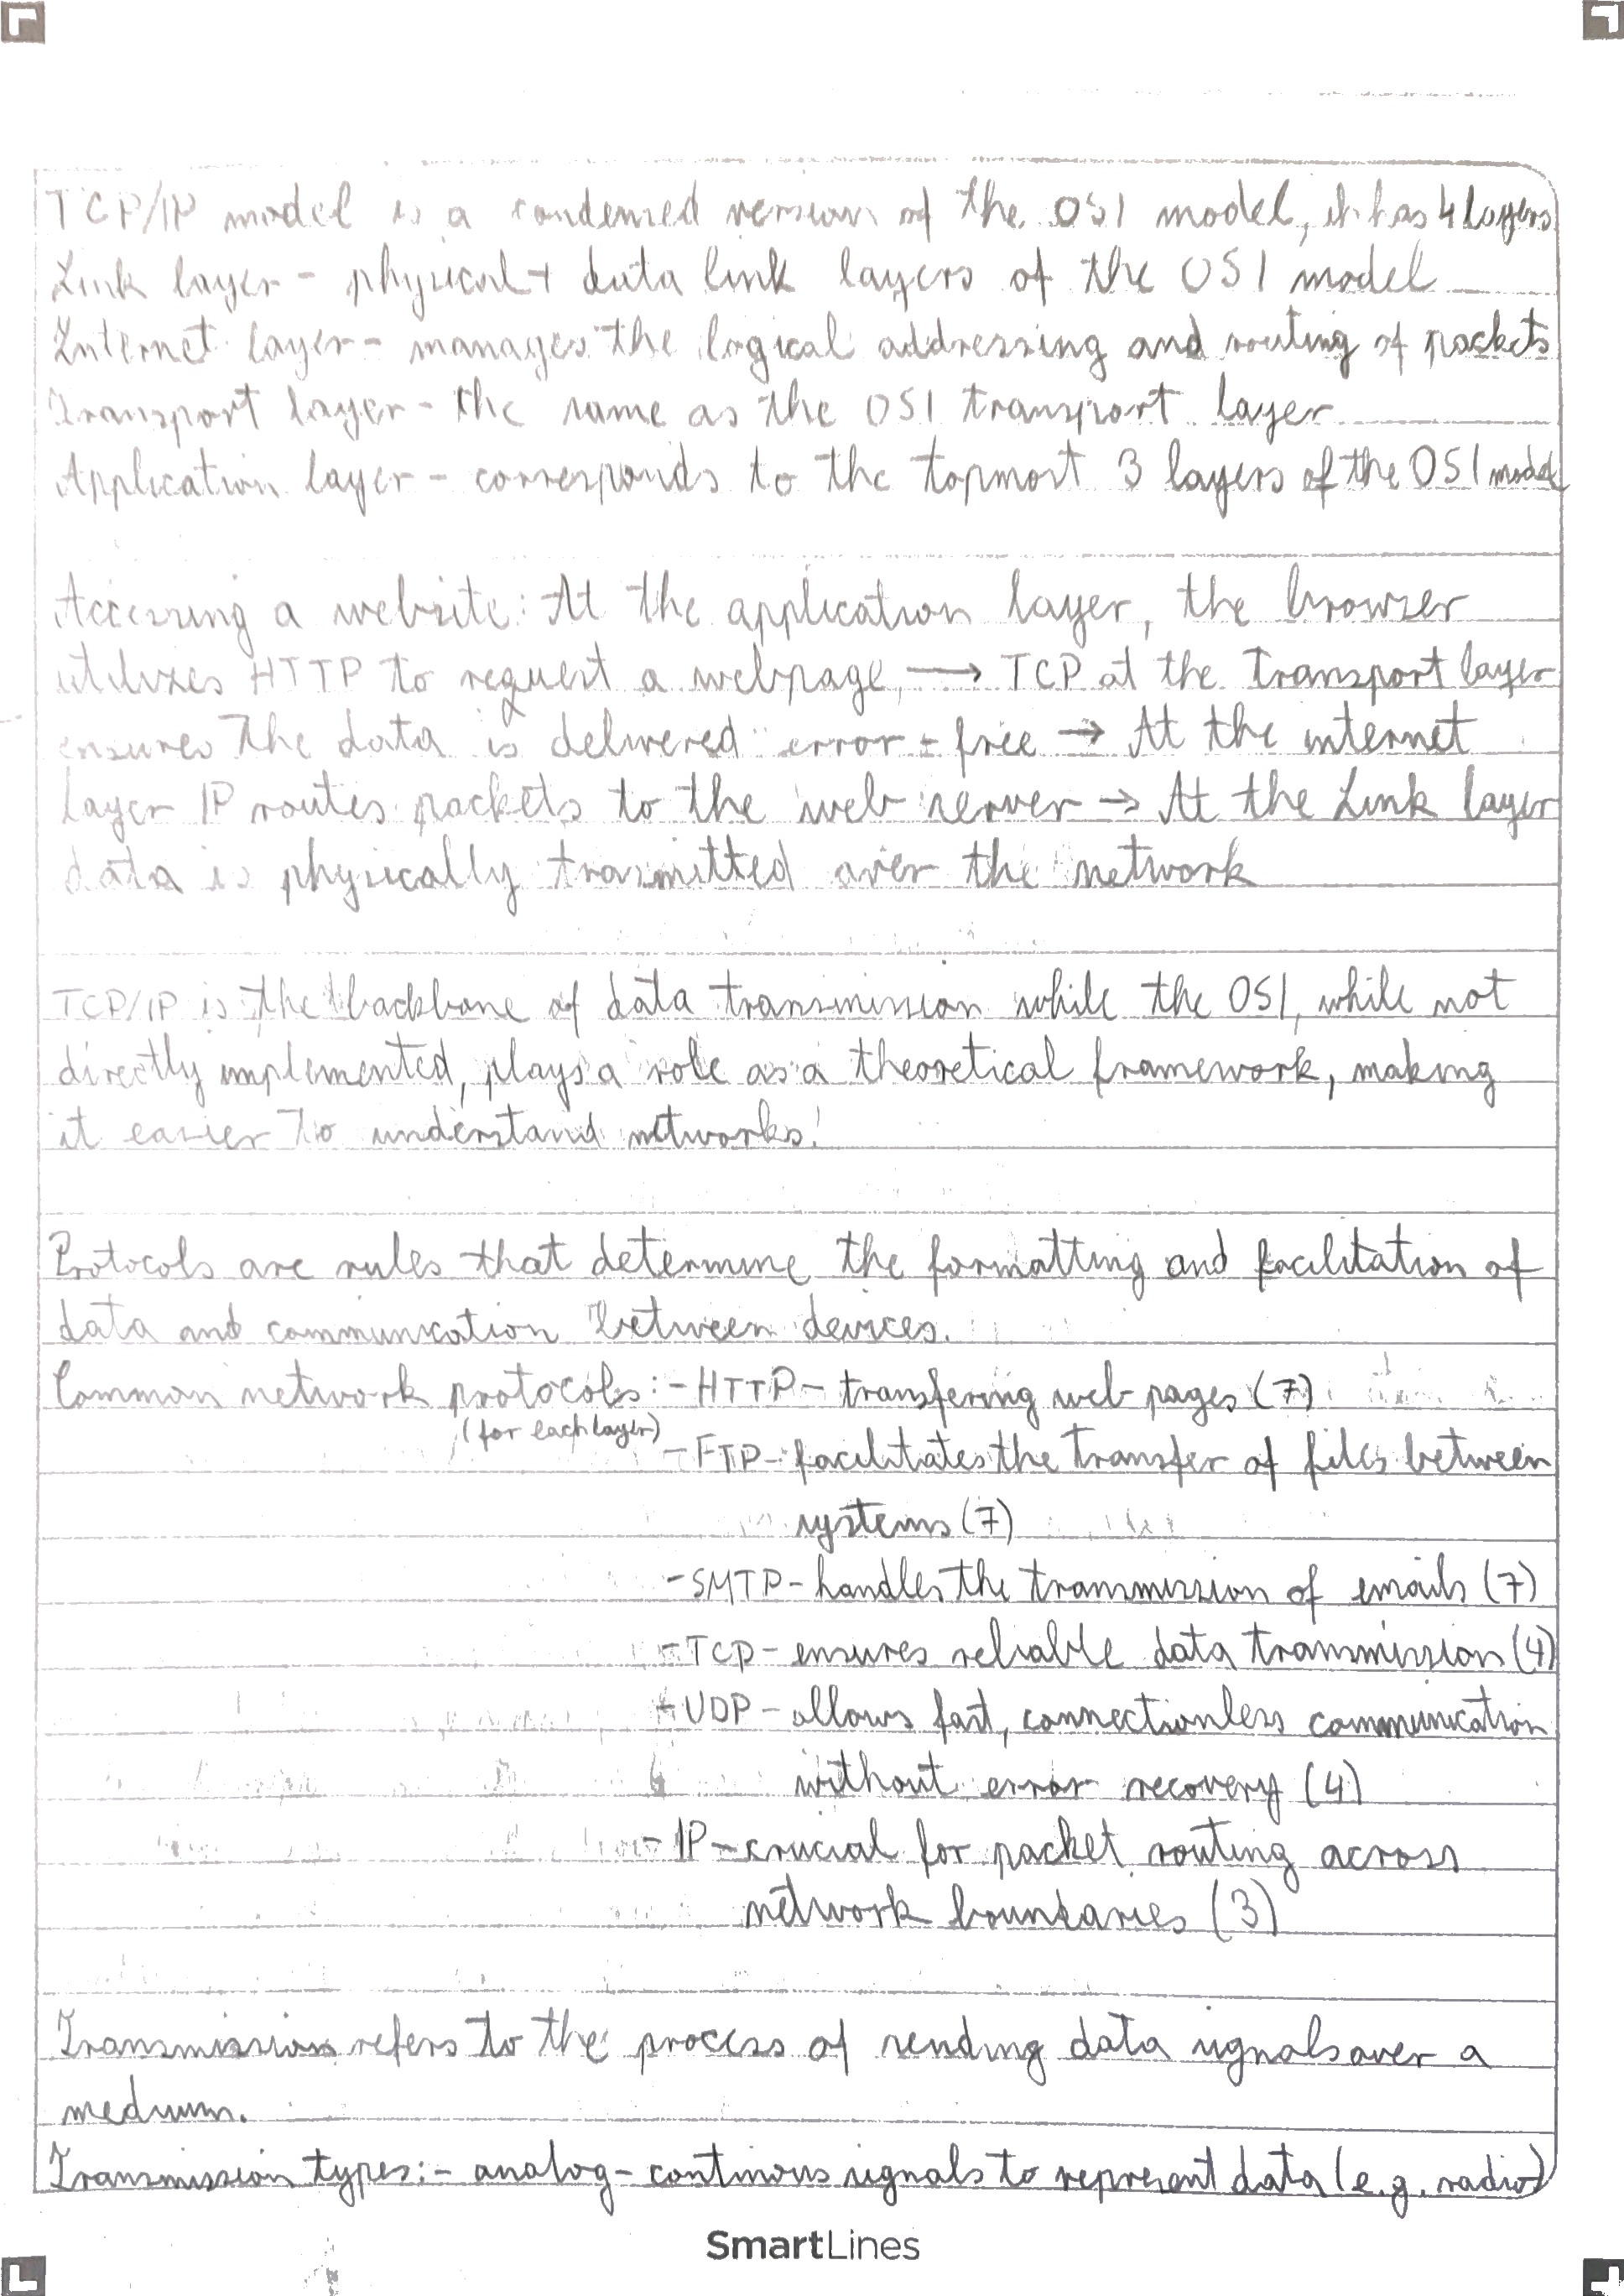 TCP/IP model is a condensed version of the OSI model, it has 4 layers
Link layer - physical + data link layers of the OSI model
Internet layer - manages the logical addressing and routing of packets
Transport layer - the same as the OSI transport layer
Application layer - corresponds to the topmost 3 layers of the OSI model
Accessing a website: At the application layer, the browser
utilizes HTTP to request a webpage → TCP at the transport layer
ensures the data is delivered error-free → At the internet
layer IP routes packets to the web server → At the Link layer
data is physically trasmitted over the network
TCP/IP is the backbone of data transmission while the OSI, while not
directly implemented, plays a role as a theoretical framework, making
it easier to understand networks.
Protocols are rules that determine the formatting and facilitation of
data and communication between devices.
Common network protocols: - HTTP - transfering web pages (7)
(for each layer)
- FTP - facilitates the transfer of files between
systems (7)
- SMTP - handles the transmission of emails (7)
- TCP - ensures reliable data transmission (4)
- UDP - allows fast, connectionless communication
without error recovery (4)
- IP - crucial for packet routing across
network boundaries (3)
Transmission refers to the process of sending data signals over a
medium.
Transmission types: - analog - continous signals to represent data (e.g. radio)
SmartLines